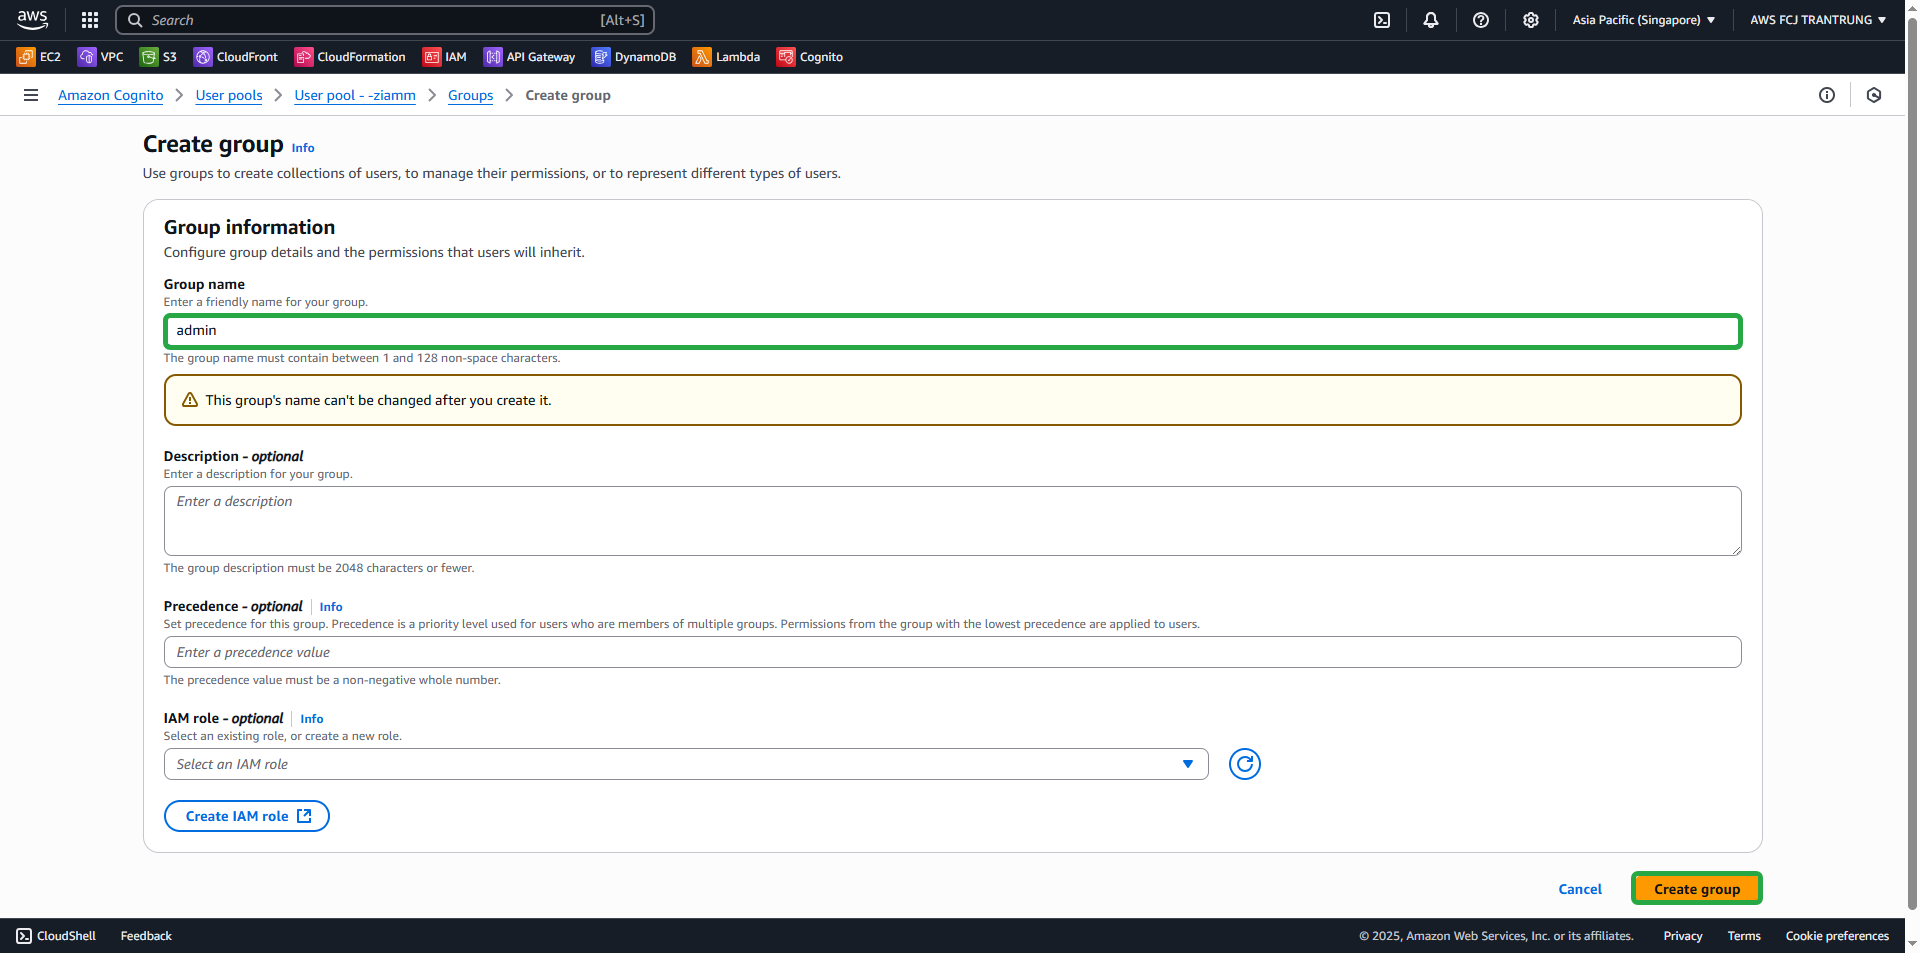 aws
Search [Alt+S]
Asia Pacific (Singapore)
AWS FCJ TRANTRUNG
EC2 VPC S3 CloudFront CloudFormation IAM API Gateway DynamoDB Lambda Cognito
Amazon Cognito User pools User pool - -ziamm Groups Create group
Create group Info
Use groups to create collections of users, to manage their permissions, or to represent different types of users.
Group information
Configure group details and the permissions that users will inherit.
Group name
Enter a friendly name for your group.
admin
The group name must contain between 1 and 128 non-space characters.
This group's name can't be changed after you create it.
Description - optional
Enter a description for your group.
Enter a description
The group description must be 2048 characters or fewer.
Precedence - optional Info
Set precedence for this group. Precedence is a priority level used for users who are members of multiple groups. Permissions from the group with the lowest precedence are applied to users.
Enter a precedence value
The precedence value must be a non-negative whole number.
IAM role - optional Info
Select an existing role, or create a new role.
Select an IAM role
Create IAM role
Cancel Create group
CloudShell Feedback © 2025, Amazon Web Services, Inc. or its affiliates. Privacy Terms Cookie preferences